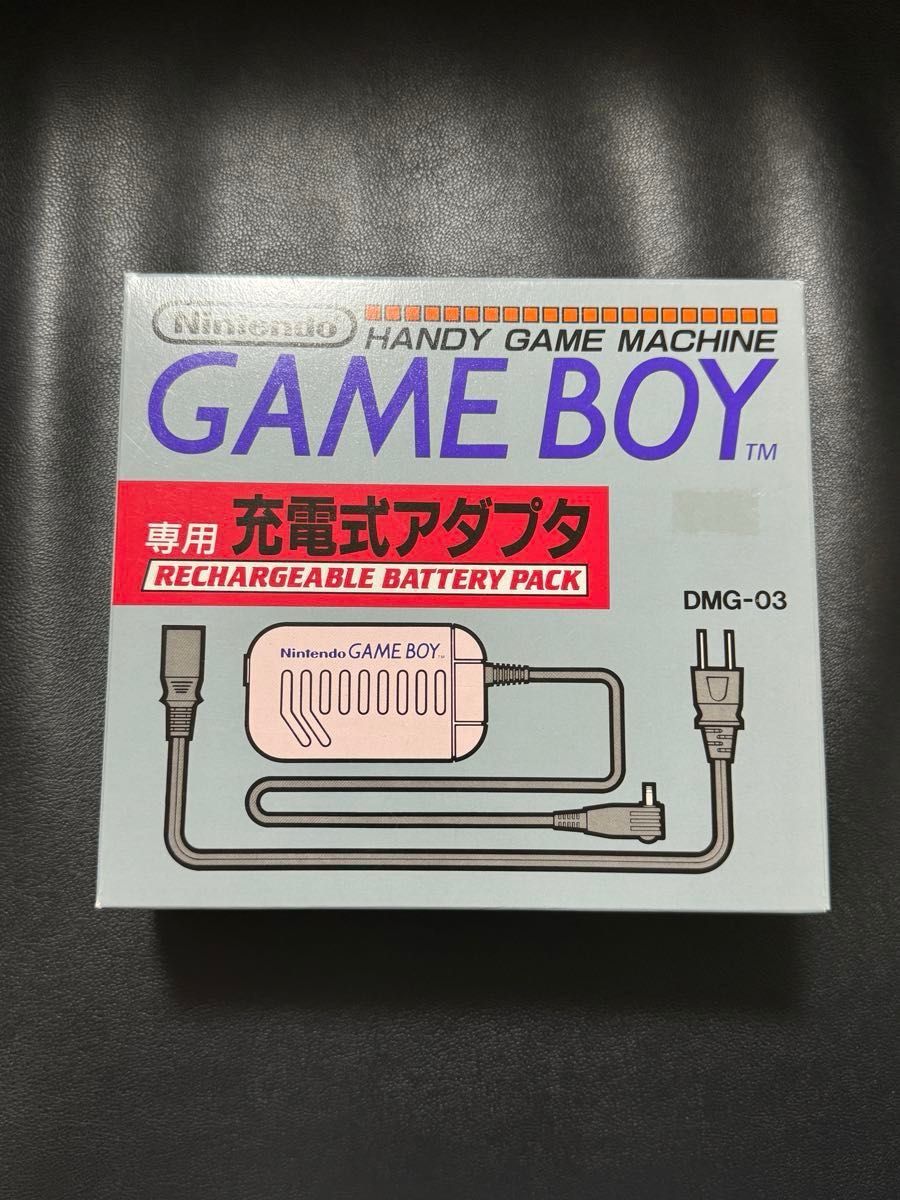 Nintendo
HANDY GAME MACHINE
GAME BOY TM
専用 充電式アダプタ
RECHARGEABLE BATTERY PACK
DMG-03
Nintendo GAME BOY TM